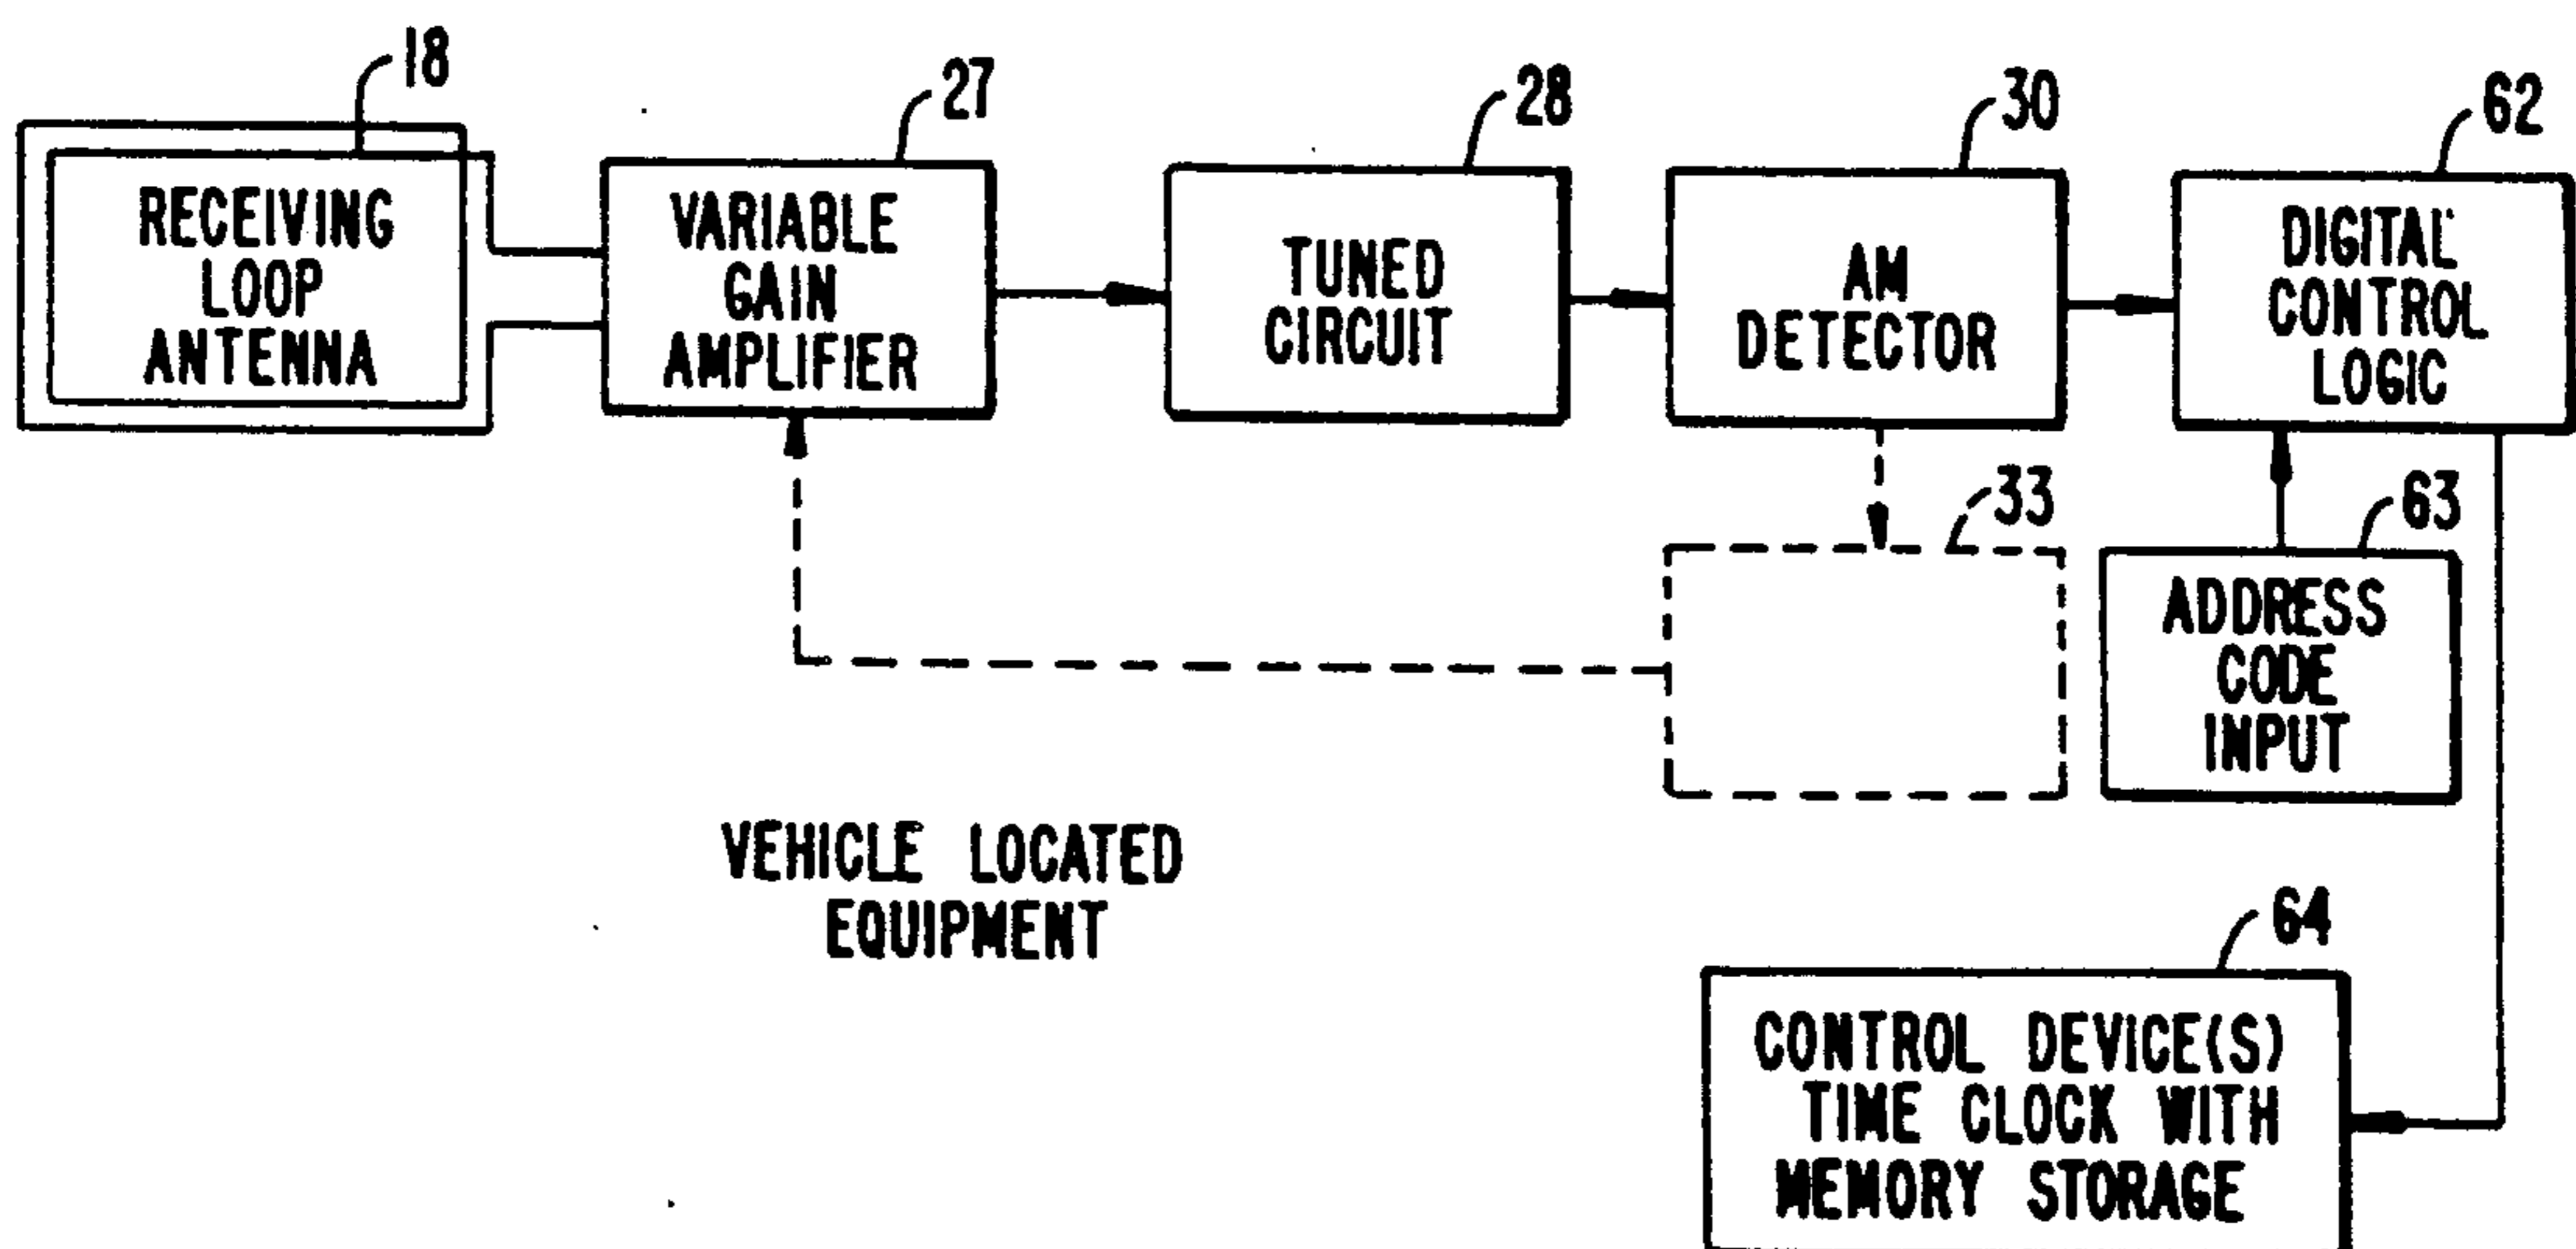 18
27
28
30
62
RECEIVING
LOOP
ANTENNA
VARIABLE
GAIN
AMPLIFIER
TUNED
CIRCUIT
AM
DETECTOR
DIGITAL
CONTROL
LOGIC
33
63
ADDRESS
CODE
INPUT
VEHICLE LOCATED
EQUIPMENT
64
CONTROL DEVICE(S)
TIME CLOCK WITH
MEMORY STORAGE